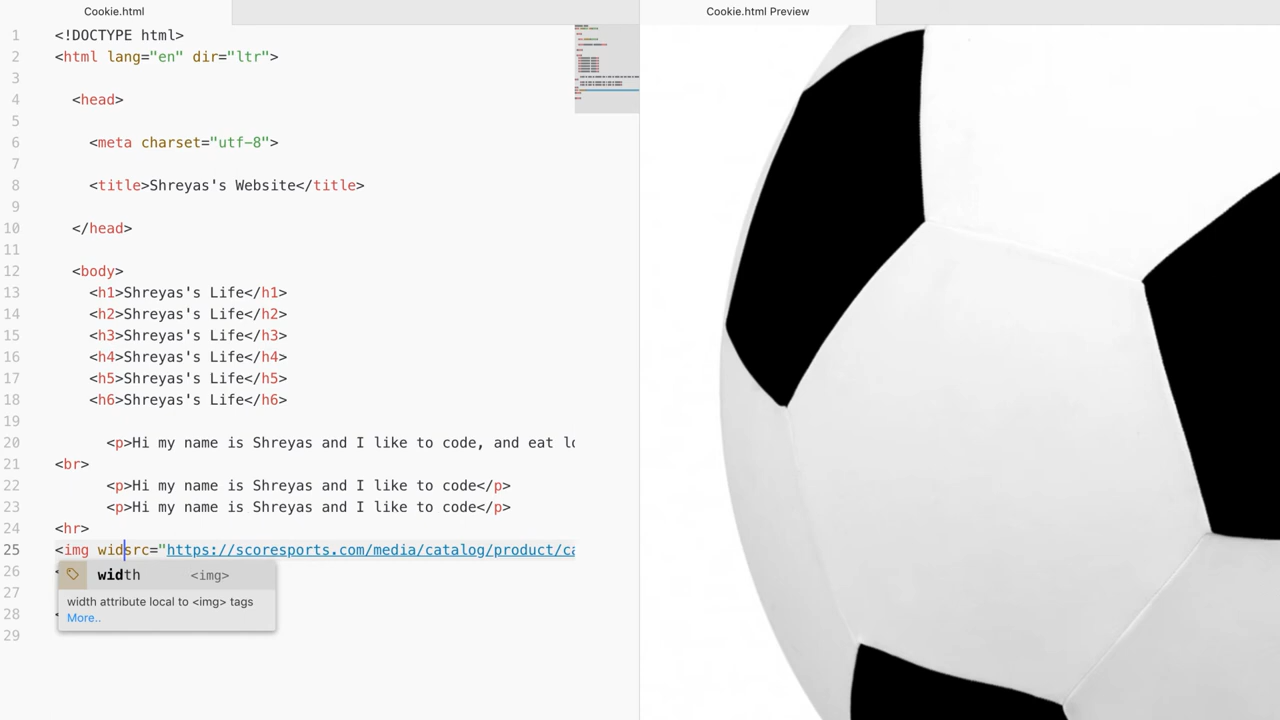 Cookie.html
Cookie.html Preview
1 <!DOCTYPE html>
2 <html lang="en" dir="ltr">
3
4 <head>
5
6 <meta charset="utf-8">
7
8 <title>Shreyas's Website</title>
9
10 </head>
11
12 <body>
13 <h1>Shreyas's Life</h1>
14 <h2>Shreyas's Life</h2>
15 <h3>Shreyas's Life</h3>
16 <h4>Shreyas's Life</h4>
17 <h5>Shreyas's Life</h5>
18 <h6>Shreyas's Life</h6>
19
20 <p>Hi my name is Shreyas and I like to code, and eat lo
21 <br>
22 <p>Hi my name is Shreyas and I like to code</p>
23 <p>Hi my name is Shreyas and I like to code</p>
24 <hr>
25 <img widsrc="https://scoresports.com/media/catalog/product/ca
26 <
width <img>
27
width attribute local to <img> tags
28 <
More..
29